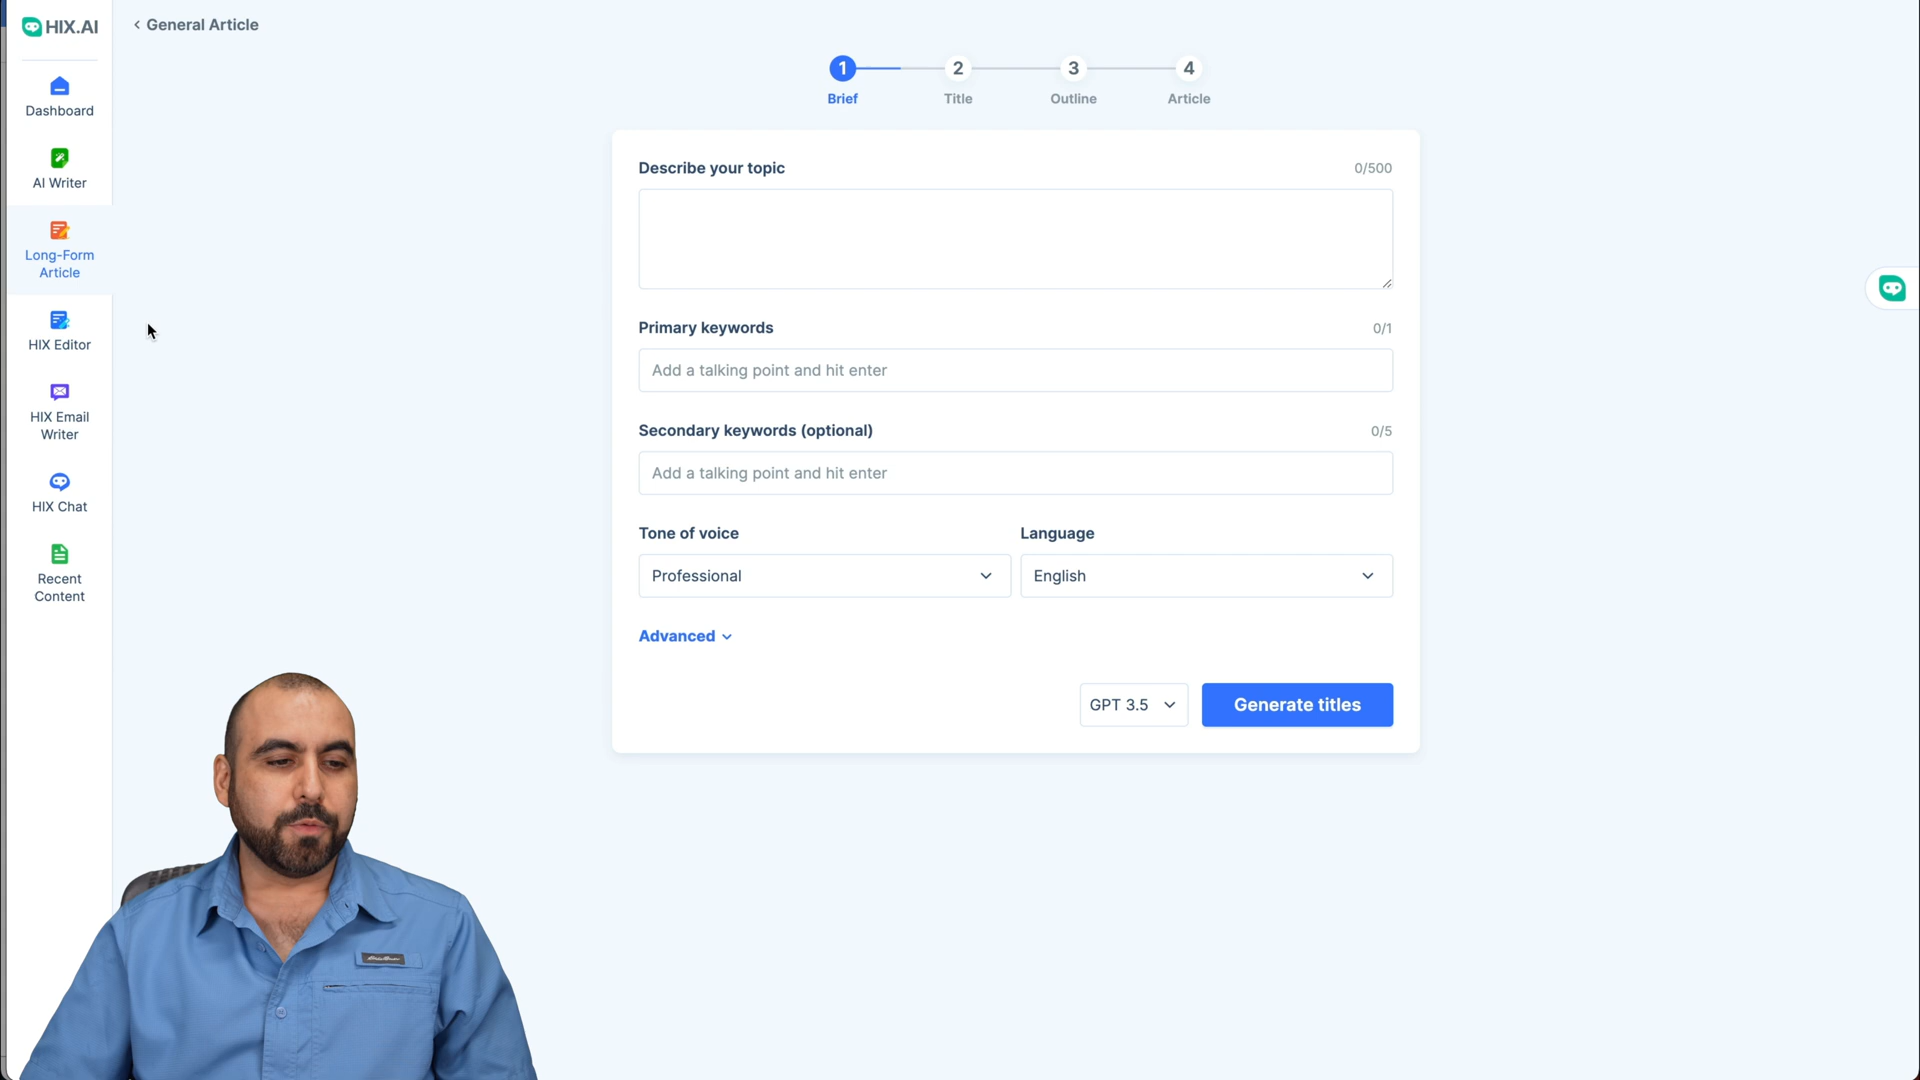 HIX.AI
General Article
1
2
3
4
Brief
Title
Outline
Article
Dashboard
AI Writer
Long-Form
Article
HIX Editor
HIX Email
Writer
HIX Chat
Recent
Content
Describe your topic
0/500
Primary keywords
0/1
Add a talking point and hit enter
Secondary keywords (optional)
0/5
Add a talking point and hit enter
Tone of voice
Language
Professional
English
Advanced
GPT 3.5
Generate titles